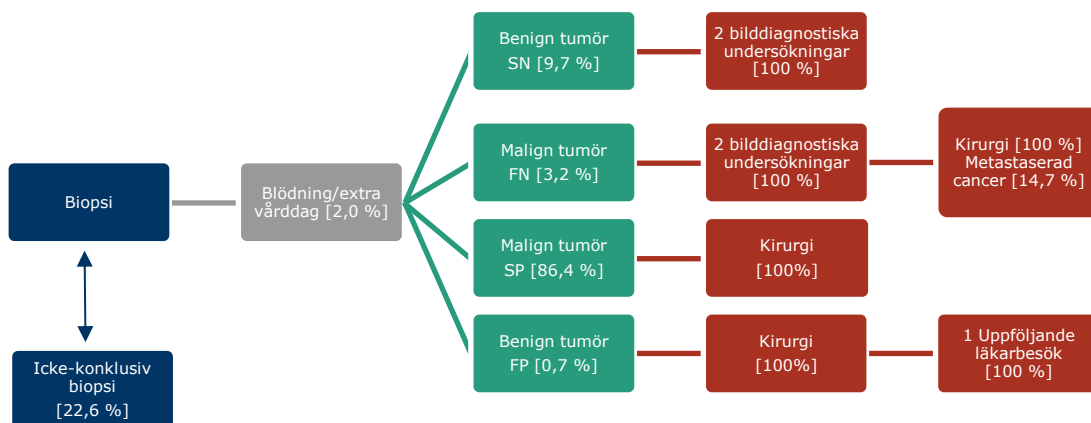 Biopsi
Icke-konklusiv
biopsi
[22,6 %]
Blödning/extra
vårddag [2,0 %]
Benign tumör
SN [9,7 %]
2 bilddiagnostiska
undersökningar
[100 %]
Malign tumör
FN [3,2 %]
2 bilddiagnostiska
undersökningar
[100 %]
Kirurgi [100 %]
Metastaserad
cancer [14,7 %]
Malign tumör
SP [86,4 %]
Kirurgi
[100%]
Benign tumör
FP [0,7 %]
Kirurgi
[100%]
1 Uppföljande
läkarbesök
[100 %]